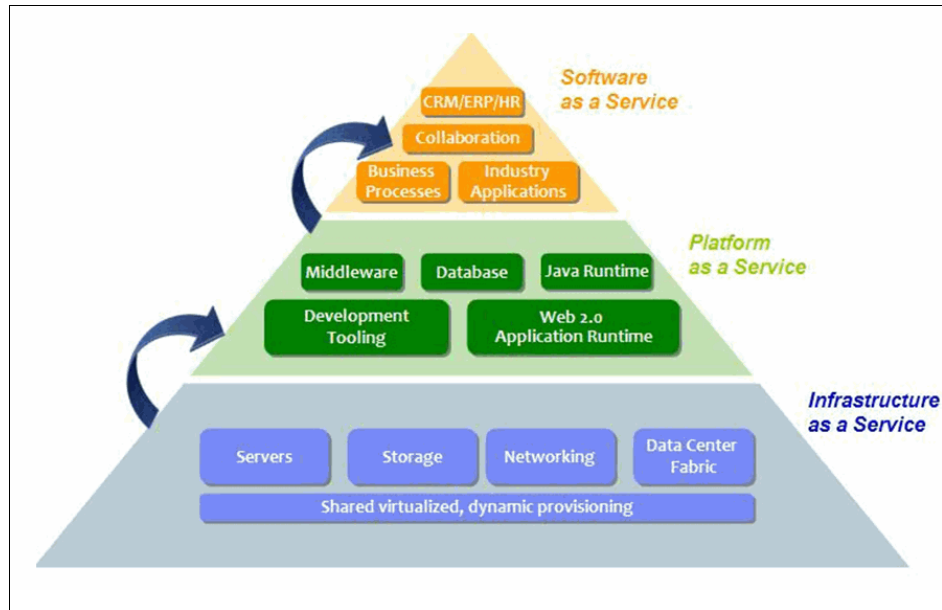 Software
as a Service
CRM/ERP/HR
Collaboration
Business
Processes
Industry
Applications
Platform
as a Service
Middleware
Database
Java Runtime
Development
Tooling
Web 2.0
Application Runtime
Infrastructure
as a Service
Servers
Storage
Networking
Data Center
Fabric
Shared virtualized, dynamic provisioning